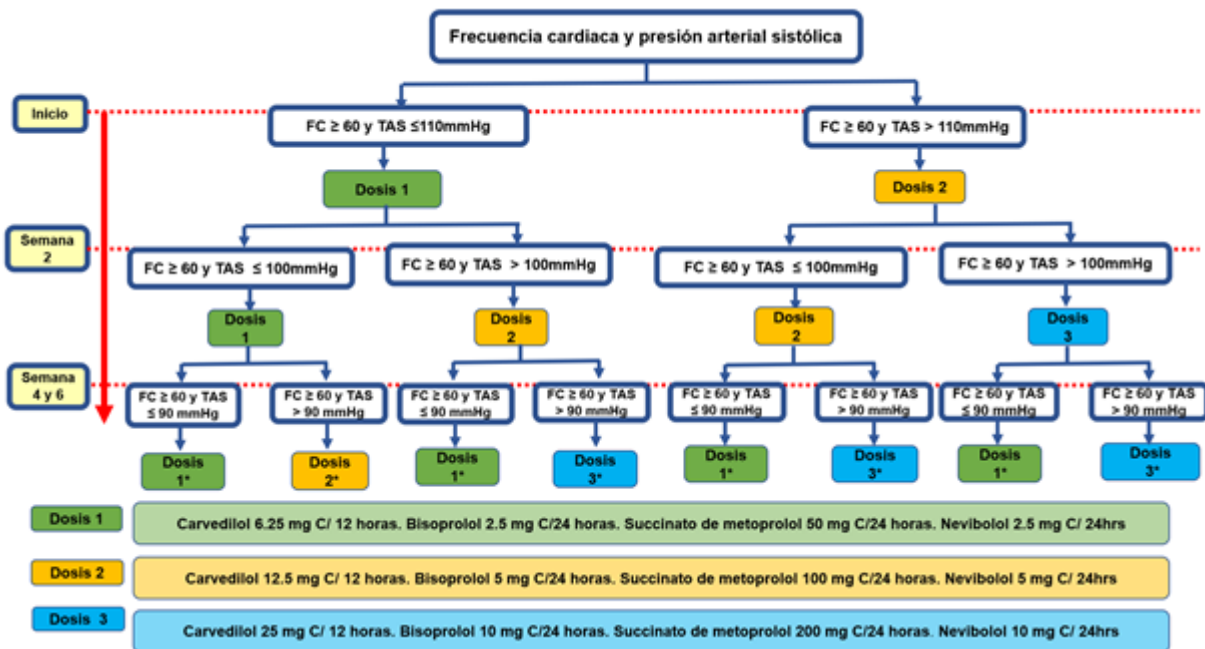 Frecuencia cardiaca y presión arterial sistólica
Inicio
FC ≥ 60 y TAS ≤110mmHg
FC ≥ 60 y TAS > 110mmHg
Dosis 1
Dosis 2
Semana
2
FC ≥ 60 y TAS ≤ 100mmHg
FC ≥ 60 y TAS > 100mmHg
FC ≥ 60 y TAS ≤ 100mmHg
FC ≥ 60 y TAS > 100mmHg
Dosis
1
Dosis
2
Dosis
2
Dosis
3
Semana
4 y 6
FC ≥ 60 y TAS
≤ 90 mmHg
FC ≥ 60 y TAS
> 90 mmHg
FC ≥ 60 y TAS
≤ 90 mmHg
FC ≥ 60 y TAS
> 90 mmHg
FC ≥ 60 y TAS
≤ 90 mmHg
FC ≥ 60 y TAS
> 90 mmHg
FC ≥ 60 y TAS
≤ 90 mmHg
FC ≥ 60 y TAS
> 90 mmHg
Dosis
1*
Dosis
2*
Dosis
1*
Dosis
3*
Dosis
1*
Dosis
3*
Dosis
1*
Dosis
3*
Dosis 1
Carvedilol 6.25 mg C/ 12 horas. Bisoprolol 2.5 mg C/24 horas. Succinato de metoprolol 50 mg C/24 horas. Nevibolol 2.5 mg C/ 24hrs
Dosis 2
Carvedilol 12.5 mg C/ 12 horas. Bisoprolol 5 mg C/24 horas. Succinato de metoprolol 100 mg C/24 horas. Nevibolol 5 mg C/ 24hrs
Dosis 3
Carvedilol 25 mg C/ 12 horas. Bisoprolol 10 mg C/24 horas. Succinato de metoprolol 200 mg C/24 horas. Nevibolol 10 mg C/ 24hrs